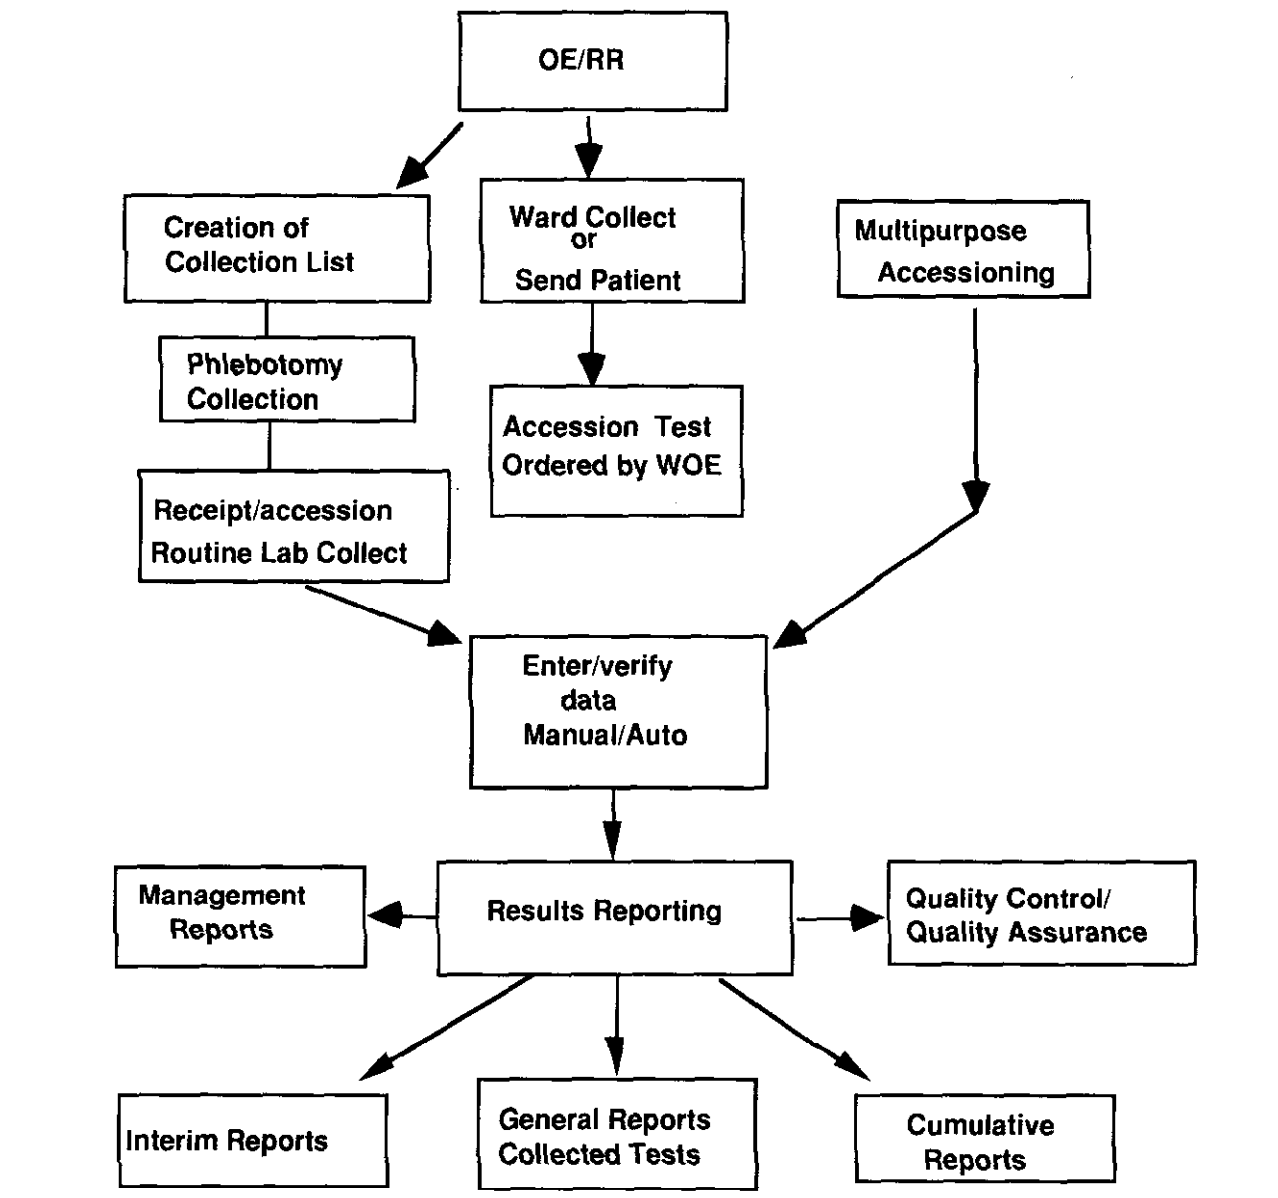 OE/RR
Creation of
Collection List
Ward Collect
or
Send Patient
Multipurpose
Accessioning
Phlebotomy
Collection
Accession Test
Ordered by WOE
Receipt/accession
Routine Lab Collect
Enter/verify
data
Manual/Auto
Management
Reports
Results Reporting
Quality Control/
Quality Assurance
Interim Reports
General Reports
Collected Tests
Cumulative
Reports